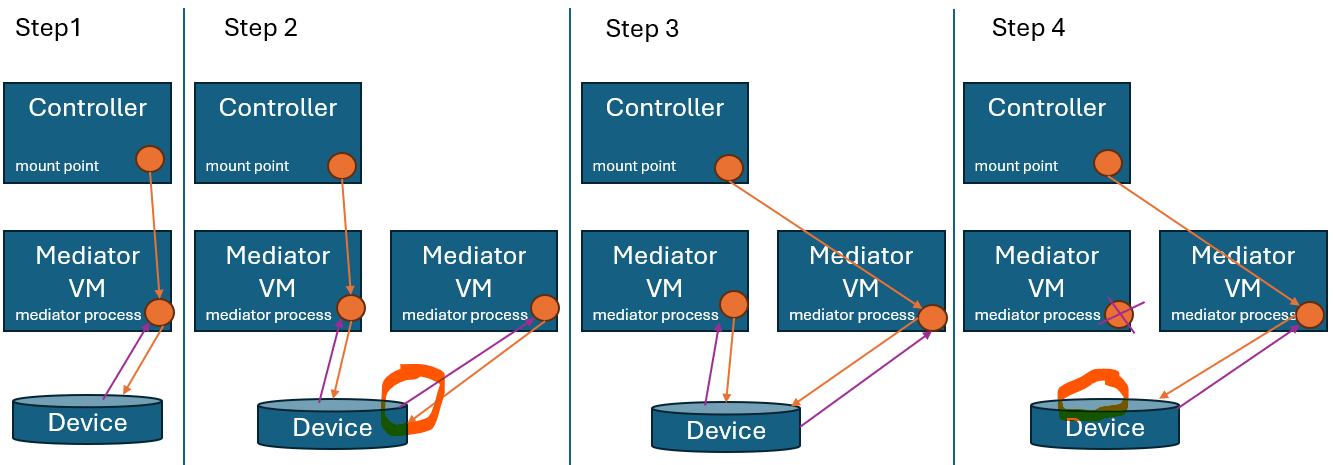 Step1
Controller
mount point
Mediator
VM
mediator process
Device
Step 2
Controller
mount point
Mediator
VM
mediator process
Mediator
VM
mediator process
Device
Step 3
Controller
mount point
Mediator
VM
mediator process
Mediator
VM
mediator process
Device
Step 4
Controller
mount point
Mediator
VM
mediator process
Mediator
VM
mediator process
Device